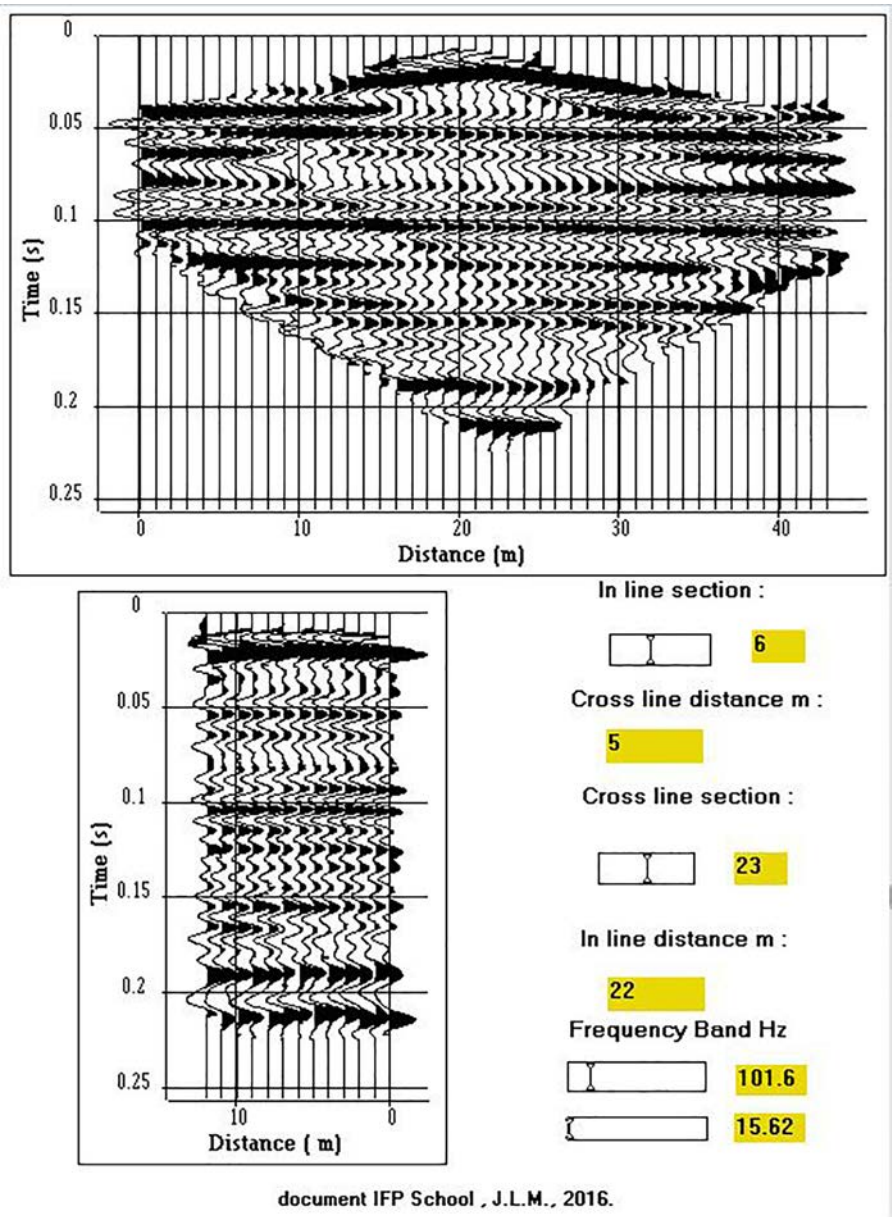 0
0.05
0.1
0.15
0.2
0.25
Time (s)
0 10 20 30 40
Distance (m)
0
0.05
0.1
0.15
0.2
0.25
Time (s)
10 0
Distance ( m)
In line section :
6
Cross line distance m :
5
Cross line section :
23
In line distance m :
22
Frequency Band Hz
101.6
15.62
document IFP School , J.L.M., 2016.